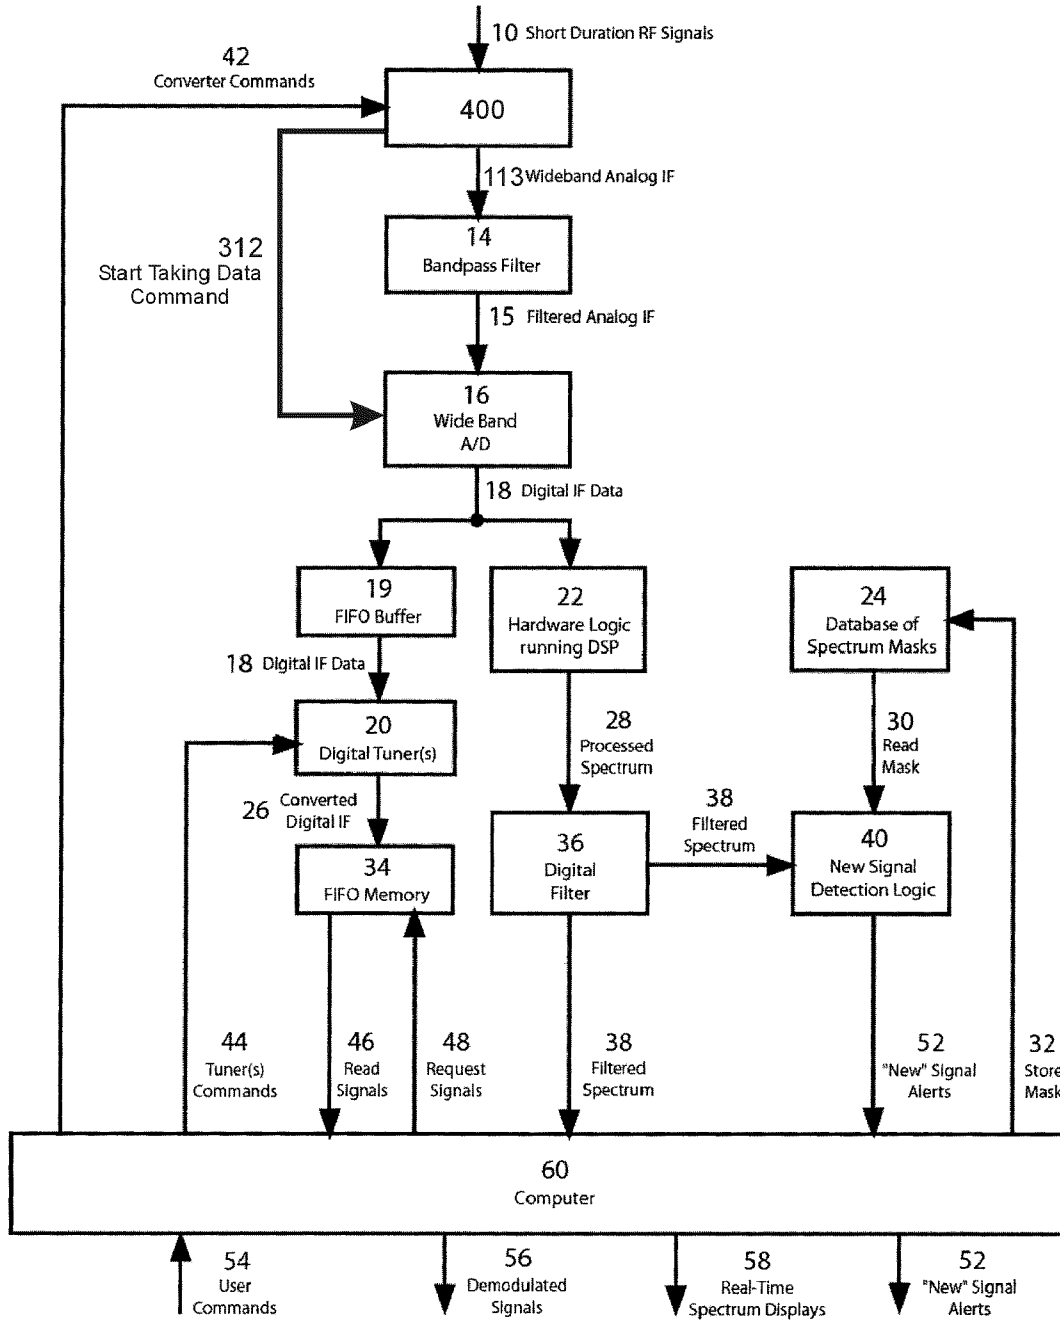 10 Short Duration RF Signals
42
Converter Commands
400
113 Wideband Analog IF
312
Start Taking Data
Command
14
Bandpass Filter
15 Filtered Analog IF
16
Wide Band
A/D
18 Digital IF Data
19
FIFO Buffer
22
Hardware Logic
running DSP
24
Database of
Spectrum Masks
18 Digital IF Data
20
Digital Tuner(s)
28
Processed
Spectrum
30
Read
Mask
26 Converted
Digital IF
38
Filtered
Spectrum
34
FIFO Memory
36
Digital
Filter
40
New Signal
Detection Logic
44
Tuner(s)
Commands
46
Read
Signals
48
Request
Signals
38
Filtered
Spectrum
52
"New" Signal
Alerts
32
Store
Mask
60
Computer
54
User
Commands
56
Demodulated
Signals
58
Real-Time
Spectrum Displays
52
"New" Signal
Alerts